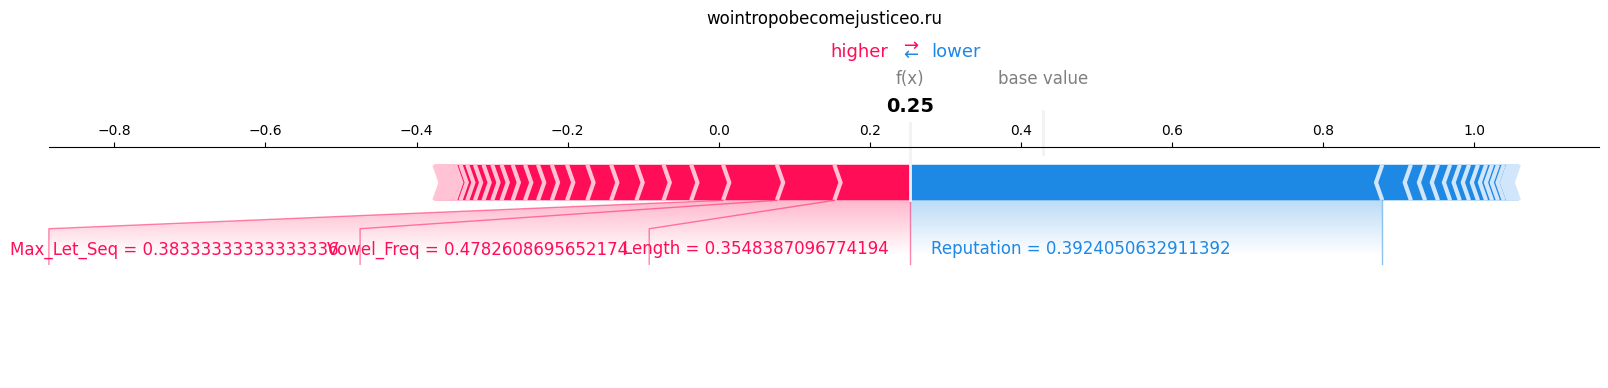 wointropobecomejusticeo.ru
higher ⇄ lower
f(x) base value
0.25
−0.8 −0.6 −0.4 −0.2 0.0 0.2 0.4 0.6 0.8 1.0
Max_Let_Seq = 0.38333333333333336 Vowel_Freq = 0.4782608695652174 Length = 0.3548387096774194 Reputation = 0.3924050632911392